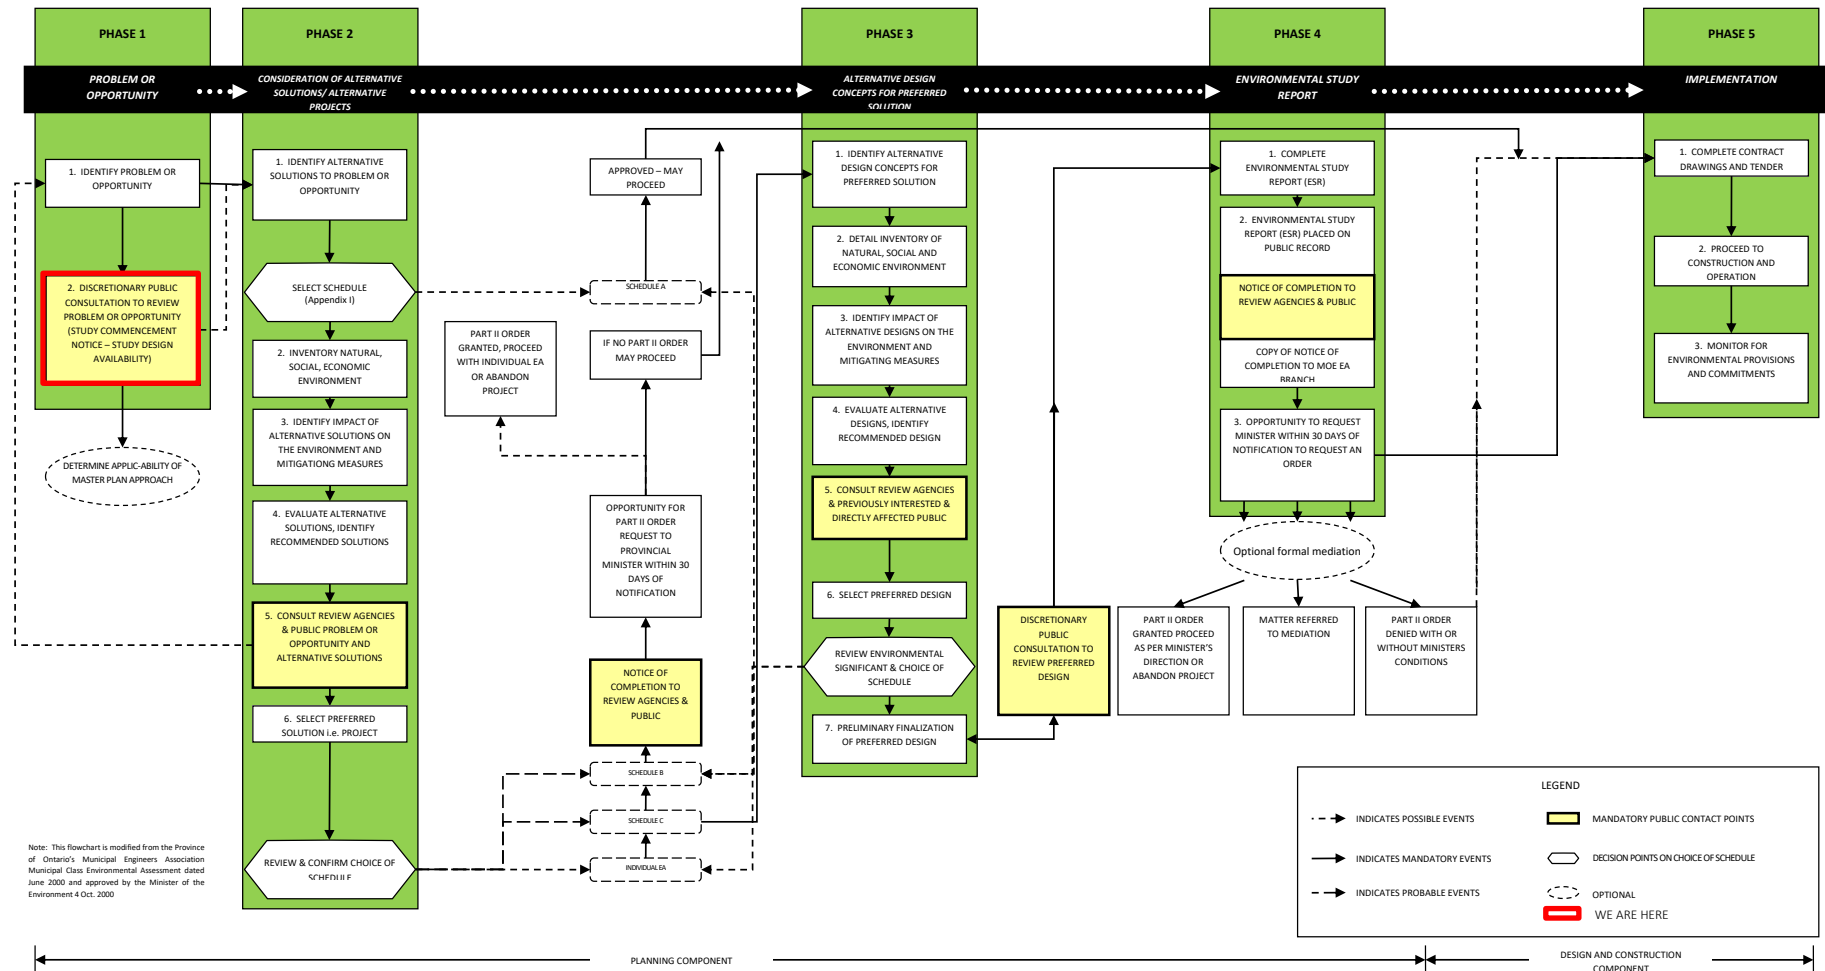 PHASE 1
PHASE 2
PHASE 3
PHASE 4
PHASE 5
PROBLEM OR
OPPORTUNITY
CONSIDERATION OF ALTERNATIVE
SOLUTIONS/ ALTERNATIVE
PROJECTS
ALTERNATIVE DESIGN
CONCEPTS FOR PREFERRED
SOLUTION
ENVIRONMENTAL STUDY
REPORT
IMPLEMENTATION
1. IDENTIFY PROBLEM OR
OPPORTUNITY
2. DISCRETIONARY PUBLIC
CONSULTATION TO REVIEW
PROBLEM OR OPPORTUNITY
(STUDY COMMENCEMENT
NOTICE – STUDY DESIGN
AVAILABILITY)
DETERMINE APPLIC-ABILITY OF
MASTER PLAN APPROACH
1. IDENTIFY ALTERNATIVE
SOLUTIONS TO PROBLEM OR
OPPORTUNITY
SELECT SCHEDULE
(Appendix I)
2. INVENTORY NATURAL,
SOCIAL, ECONOMIC
ENVIRONMENT
3. IDENTIFY IMPACT OF
ALTERNATIVE SOLUTIONS ON
THE ENVIRONMENT AND
MITIGATIONG MEASURES
4. EVALUATE ALTERNATIVE
SOLUTIONS, IDENTIFY
RECOMMENDED SOLUTIONS
5. CONSULT REVIEW AGENCIES
& PUBLIC PROBLEM OR
OPPORTUNITY AND
ALTERNATIVE SOLUTIONS
6. SELECT PREFERRED
SOLUTION i.e. PROJECT
REVIEW & CONFIRM CHOICE OF
SCHEDULE
APPROVED – MAY
PROCEED
SCHEDULE A
PART II ORDER
GRANTED, PROCEED
WITH INDIVIDUAL EA
OR ABANDON
PROJECT
IF NO PART II ORDER
MAY PROCEED
OPPORTUNITY FOR
PART II ORDER
REQUEST TO
PROVINCIAL
MINISTER WITHIN 30
DAYS OF
NOTIFICATION
NOTICE OF
COMPLETION TO
REVIEW AGENCIES &
PUBLIC
SCHEDULE B
SCHEDULE C
INDIVIDUAL EA
1. IDENTIFY ALTERNATIVE
DESIGN CONCEPTS FOR
PREFERRED SOLUTION
2. DETAIL INVENTORY OF
NATURAL, SOCIAL AND
ECONOMIC ENVIRONMENT
3. IDENTIFY IMPACT OF
ALTERNATIVE DESIGNS ON THE
ENVIRONMENT AND
MITIGATING MEASURES
4. EVALUATE ALTERNATIVE
DESIGNS, IDENTIFY
RECOMMENDED DESIGN
5. CONSULT REVIEW AGENCIES
& PREVIOUSLY INTERESTED &
DIRECTLY AFFECTED PUBLIC
6. SELECT PREFERRED DESIGN
REVIEW ENVIRONMENTAL
SIGNIFICANT & CHOICE OF
SCHEDULE
7. PRELIMINARY FINALIZATION
OF PREFERRED DESIGN
DISCRETIONARY
PUBLIC
CONSULTATION TO
REVIEW PREFERRED
DESIGN
1. COMPLETE
ENVIRONMENTAL STUDY
REPORT (ESR)
2. ENVIRONMENTAL STUDY
REPORT (ESR) PLACED ON
PUBLIC RECORD
NOTICE OF COMPLETION TO
REVIEW AGENCIES & PUBLIC
COPY OF NOTICE OF
COMPLETION TO MOE EA
BRANCH
3. OPPORTUNITY TO REQUEST
MINISTER WITHIN 30 DAYS OF
NOTIFICATION TO REQUEST AN
ORDER
Optional formal mediation
PART II ORDER
GRANTED PROCEED
AS PER MINISTER'S
DIRECTION OR
ABANDON PROJECT
MATTER REFERRED
TO MEDIATION
PART II ORDER
DENIED WITH OR
WITHOUT MINISTERS
CONDITIONS
1. COMPLETE CONTRACT
DRAWINGS AND TENDER
2. PROCEED TO
CONSTRUCTION AND
OPERATION
3. MONITOR FOR
ENVIRONMENTAL PROVISIONS
AND COMMITMENTS
LEGEND
INDICATES POSSIBLE EVENTS
MANDATORY PUBLIC CONTACT POINTS
INDICATES MANDATORY EVENTS
DECISION POINTS ON CHOICE OF SCHEDULE
INDICATES PROBABLE EVENTS
OPTIONAL
WE ARE HERE
Note: This flowchart is modified from the Province
of Ontario's Municipal Engineers Association
Municipal Class Environmental Assessment dated
June 2000 and approved by the Minister of the
Environment 4 Oct. 2000
PLANNING COMPONENT
DESIGN AND CONSTRUCTION
COMPONENT